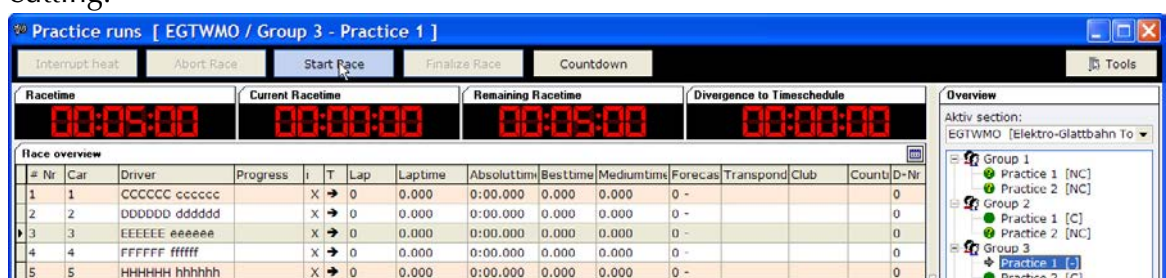 Practice runs [ EGTWMO / Group 3 - Practice 1 ]
Interrupt heat Abort Race Start Race Finalize Race Countdown Tools
Racetime Current Racetime Remaining Racetime Divergence to Timeschedule Overview
00:05:00 00:00:00 00:05:00 00:00:00
Aktiv section:
EGTWMO [Elektro-Glattbahn To
Race overview
# Nr Car Driver Progress i T Lap Laptime Absoluttim Besttime Mediumtime Forecas Transpond Club Counti D-Nr
1 1 CCCCCC cccccc X 0 0.000 0:00.000 0.000 0.000 0 - 0
2 2 DDDDDD dddddd X 0 0.000 0:00.000 0.000 0.000 0 - 0
3 3 EEEEEE eeeeee X 0 0.000 0:00.000 0.000 0.000 0 - 0
4 4 FFFFFF ffffff X 0 0.000 0:00.000 0.000 0.000 0 - 0
5 5 HHHHHH hhhhhh X 0 0.000 0:00.000 0.000 0.000 0 - 0
Group 1
Practice 1 [NC]
Practice 2 [NC]
Group 2
Practice 1 [C]
Practice 2 [NC]
Group 3
Practice 1 [-]
Practice 2 [C]